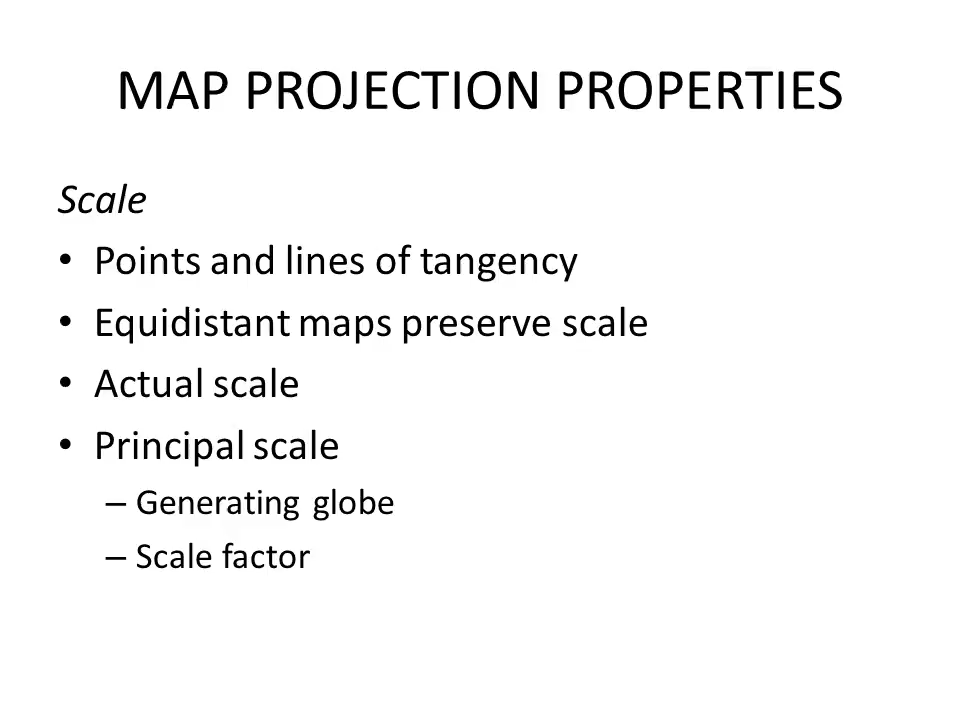 MAP PROJECTION PROPERTIES
Scale
• Points and lines of tangency
• Equidistant maps preserve scale
• Actual scale
• Principal scale
– Generating globe
– Scale factor